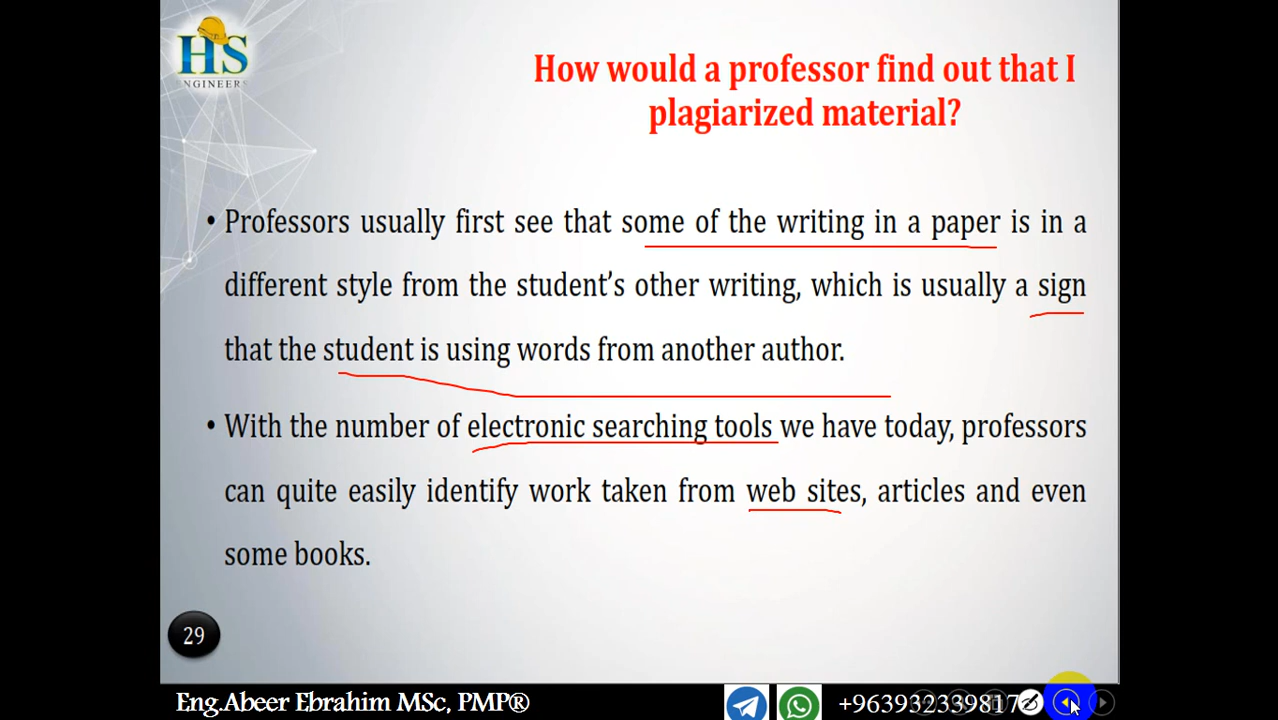 HS
ENGINEERS
How would a professor find out that I
plagiarized material?
• Professors usually first see that some of the writing in a paper is in a
different style from the student’s other writing, which is usually a sign
that the student is using words from another author.
• With the number of electronic searching tools we have today, professors
can quite easily identify work taken from web sites, articles and even
some books.
29
Eng.Abeer Ebrahim MSc, PMP® +963932339817